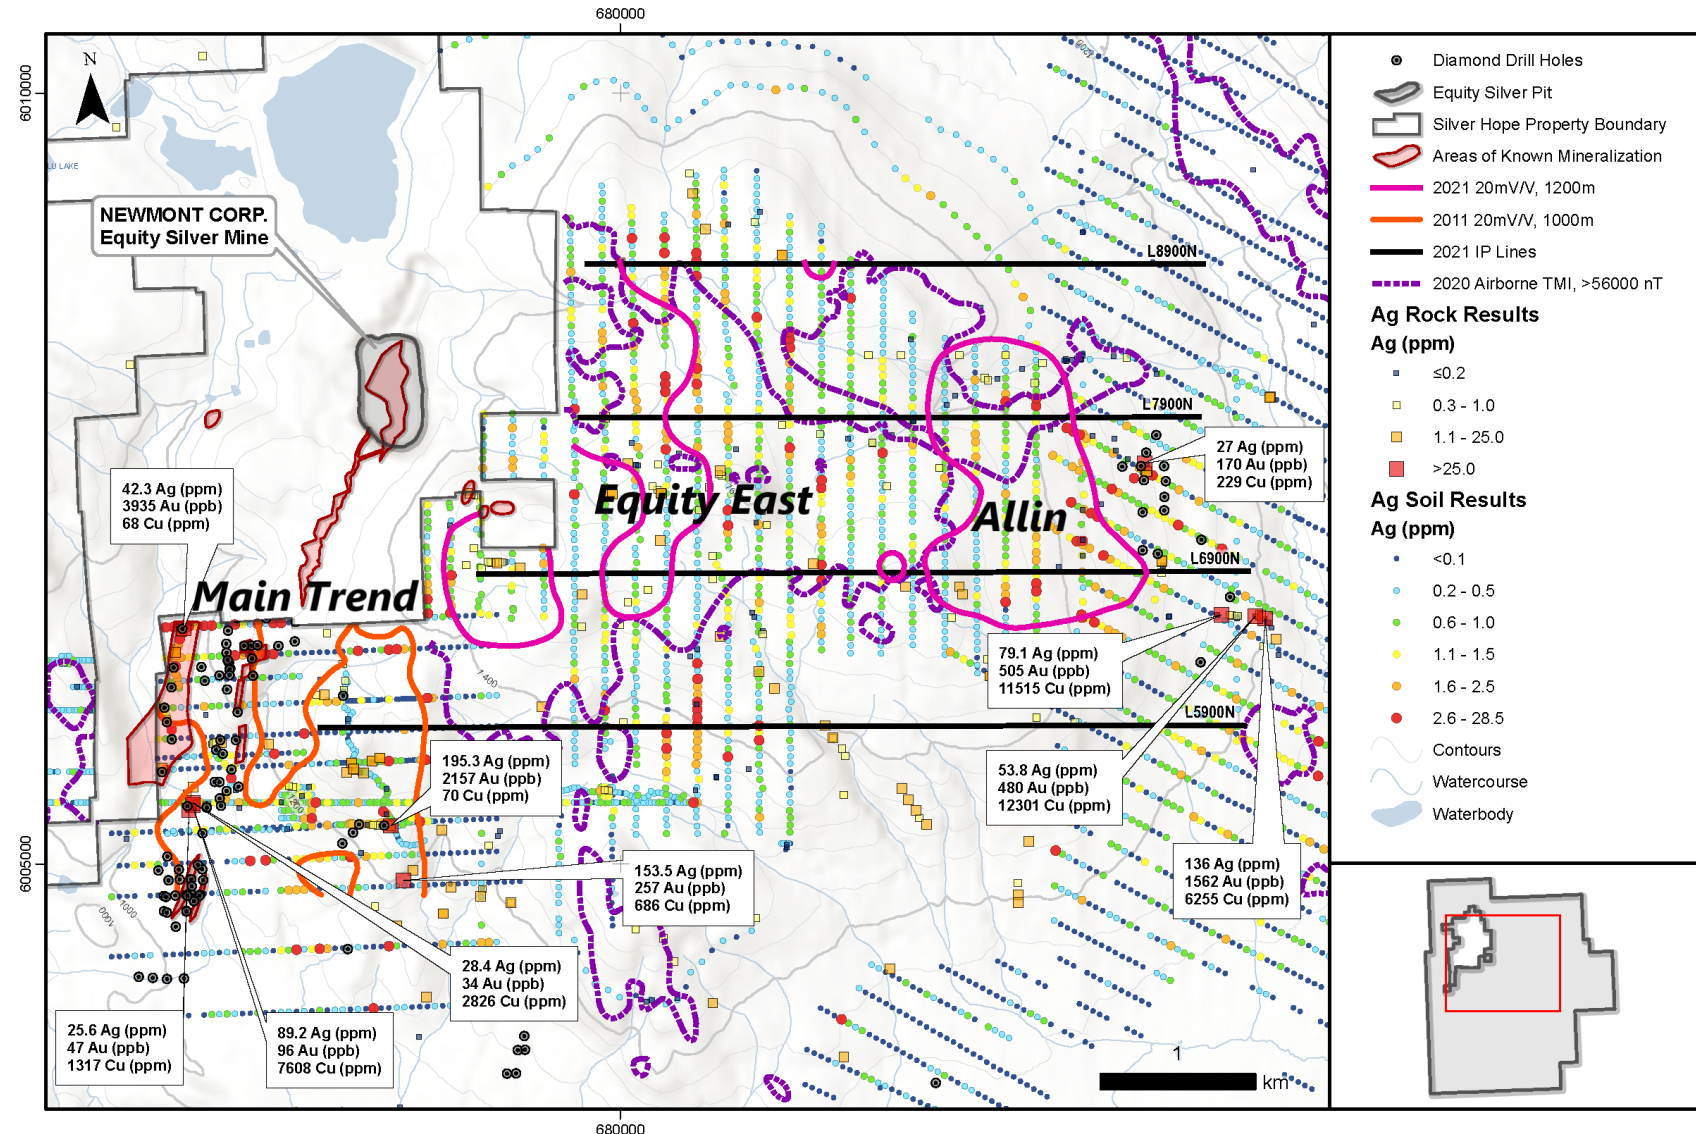 680000
6010000
N
LU LAKE
NEWMONT CORP.
Equity Silver Mine
1200
L8900N
L7900N
27 Ag (ppm)
170 Au (ppb)
229 Cu (ppm)
42.3 Ag (ppm)
3935 Au (ppb)
68 Cu (ppm)
Equity East
Allin
L6900N
Main Trend
79.1 Ag (ppm)
505 Au (ppb)
11515 Cu (ppm)
1400
L5900N
195.3 Ag (ppm)
2157 Au (ppb)
70 Cu (ppm)
53.8 Ag (ppm)
480 Au (ppb)
12301 Cu (ppm)
1200
6005000
153.5 Ag (ppm)
257 Au (ppb)
686 Cu (ppm)
136 Ag (ppm)
1562 Au (ppb)
6255 Cu (ppm)
1000
1000
28.4 Ag (ppm)
34 Au (ppb)
2826 Cu (ppm)
25.6 Ag (ppm)
47 Au (ppb)
1317 Cu (ppm)
89.2 Ag (ppm)
96 Au (ppb)
7608 Cu (ppm)
1
km
680000
Diamond Drill Holes
Equity Silver Pit
Silver Hope Property Boundary
Areas of Known Mineralization
2021 20mV/V, 1200m
2011 20mV/V, 1000m
2021 IP Lines
2020 Airborne TMI, >56000 nT
Ag Rock Results
Ag (ppm)
≤0.2
0.3 - 1.0
1.1 - 25.0
>25.0
Ag Soil Results
Ag (ppm)
<0.1
0.2 - 0.5
0.6 - 1.0
1.1 - 1.5
1.6 - 2.5
2.6 - 28.5
Contours
Watercourse
Waterbody